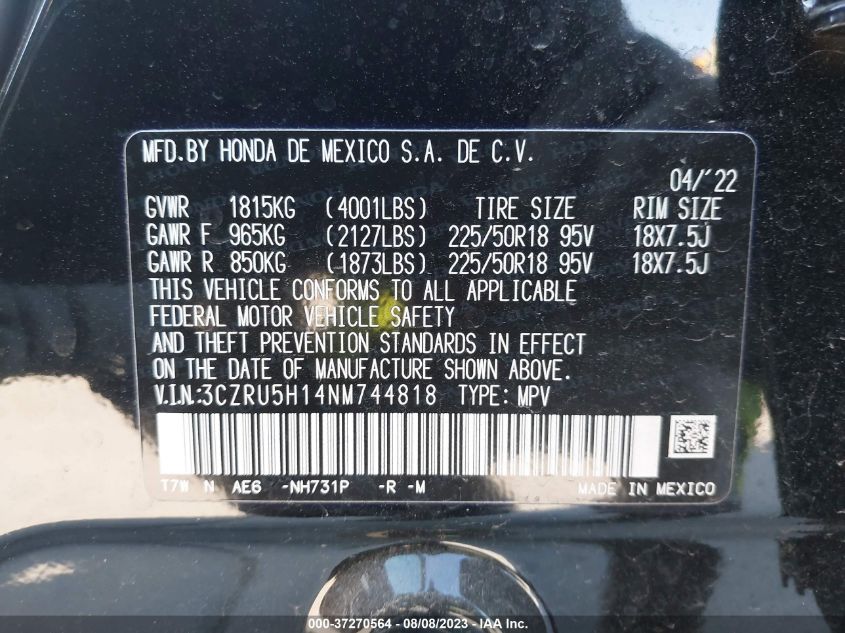 MFD.BY HONDA DE MEXICO S.A. DE C.V.
04/'22
GVWR 1815KG (4001LBS) TIRE SIZE RIM SIZE
GAWR F 965KG (2127LBS) 225/50R18 95V 18X7.5J
GAWR R 850KG (1873LBS) 225/50R18 95V 18X7.5J
THIS VEHICLE CONFORMS TO ALL APPLICABLE
FEDERAL MOTOR VEHICLE SAFETY
AND THEFT PREVENTION STANDARDS IN EFFECT
ON THE DATE OF MANUFACTURE SHOWN ABOVE.
V.I.N.:3CZRU5H14NM744818 TYPE: MPV
T7W N AE6 -NH731P -R -M MADE IN MEXICO
000-37270564 - 08/08/2023 - IAA Inc.